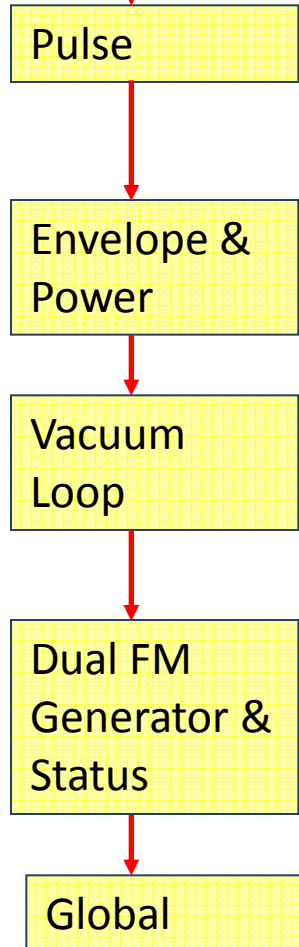 Pulse
Envelope &
Power
Vacuum
Loop
Dual FM
Generator &
Status
Global